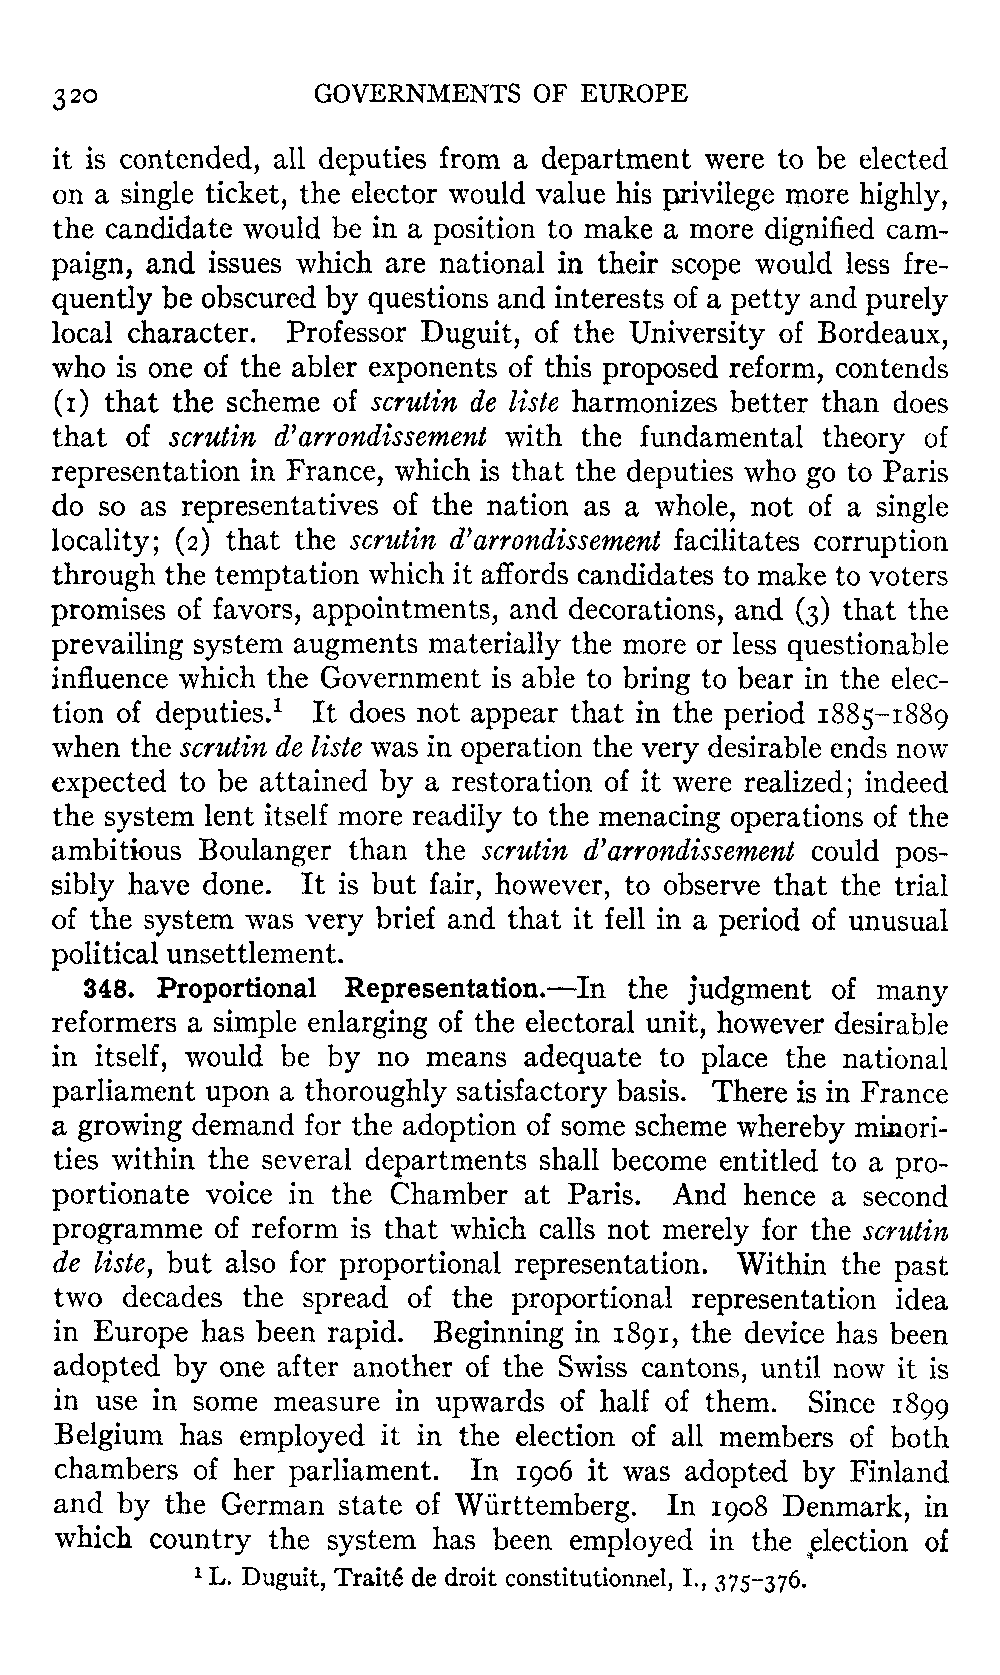 320 GOVERNMENTS OF EUROPE
it is contended, all deputies from a department were to be elected
on a single ticket, the elector would value his privilege more highly,
the candidate would be in a position to make a more dignified cam-
paign, and issues which are national in their scope would less fre-
quently be obscured by questions and interests of a petty and purely
local character. Professor Duguit, of the University of Bordeaux,
who is one of the abler exponents of this proposed reform, contends
(1) that the scheme of scrutin de liste harmonizes better than does
that of scrutin d'arrondissement with the fundamental theory of
representation in France, which is that the deputies who go to Paris
do so as representatives of the nation as a whole, not of a single
locality; (2) that the scrutin d'arrondissement facilitates corruption
through the temptation which it affords candidates to make to voters
promises of favors, appointments, and decorations, and (3) that the
prevailing system augments materially the more or less questionable
influence which the Government is able to bring to bear in the elec-
tion of deputies.¹ It does not appear that in the period 1885–1889
when the scrutin de liste was in operation the very desirable ends now
expected to be attained by a restoration of it were realized; indeed
the system lent itself more readily to the menacing operations of the
ambitious Boulanger than the scrutin d'arrondissement could pos-
sibly have done. It is but fair, however, to observe that the trial
of the system was very brief and that it fell in a period of unusual
political unsettlement.
348. Proportional Representation.—In the judgment of many
reformers a simple enlarging of the electoral unit, however desirable
in itself, would be by no means adequate to place the national
parliament upon a thoroughly satisfactory basis. There is in France
a growing demand for the adoption of some scheme whereby minori-
ties within the several departments shall become entitled to a pro-
portionate voice in the Chamber at Paris. And hence a second
programme of reform is that which calls not merely for the scrutin
de liste, but also for proportional representation. Within the past
two decades the spread of the proportional representation idea
in Europe has been rapid. Beginning in 1891, the device has been
adopted by one after another of the Swiss cantons, until now it is
in use in some measure in upwards of half of them. Since 1899
Belgium has employed it in the election of all members of both
chambers of her parliament. In 1906 it was adopted by Finland
and by the German state of Württemberg. In 1908 Denmark, in
which country the system has been employed in the election of
¹ L. Duguit, Traité de droit constitutionnel, I., 375–376.